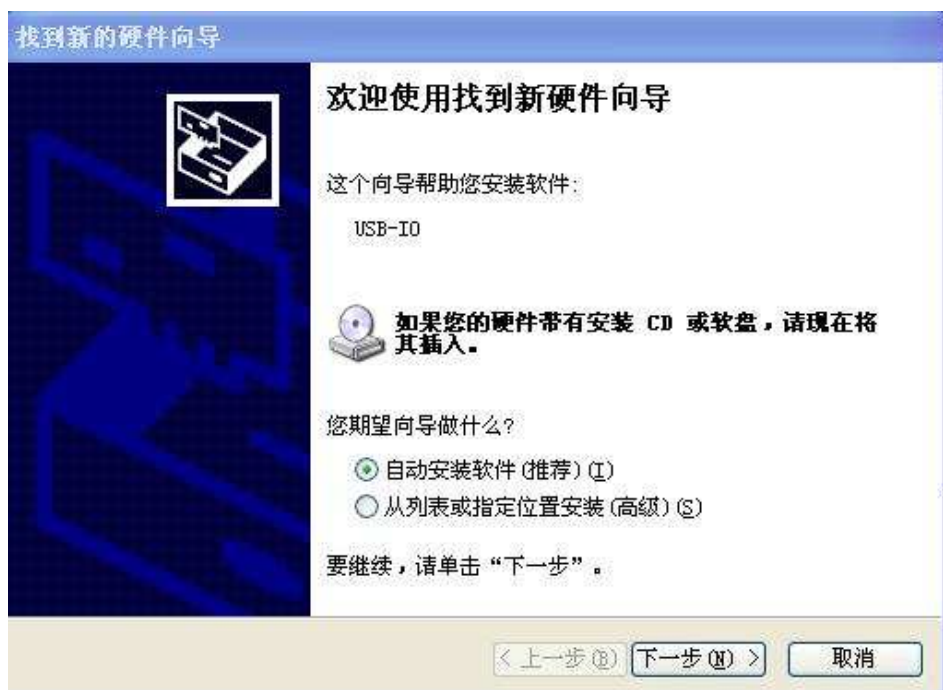 找到新的硬件向导
欢迎使用找到新硬件向导
这个向导帮助您安装软件:
USB-IO
如果您的硬件带有安装 CD 或软盘，请现在将
其插入。
您期望向导做什么?
自动安装软件(推荐)(I)
从列表或指定位置安装(高级)(S)
要继续，请单击“下一步”。
< 上一步(B)
下一步(N) >
取消